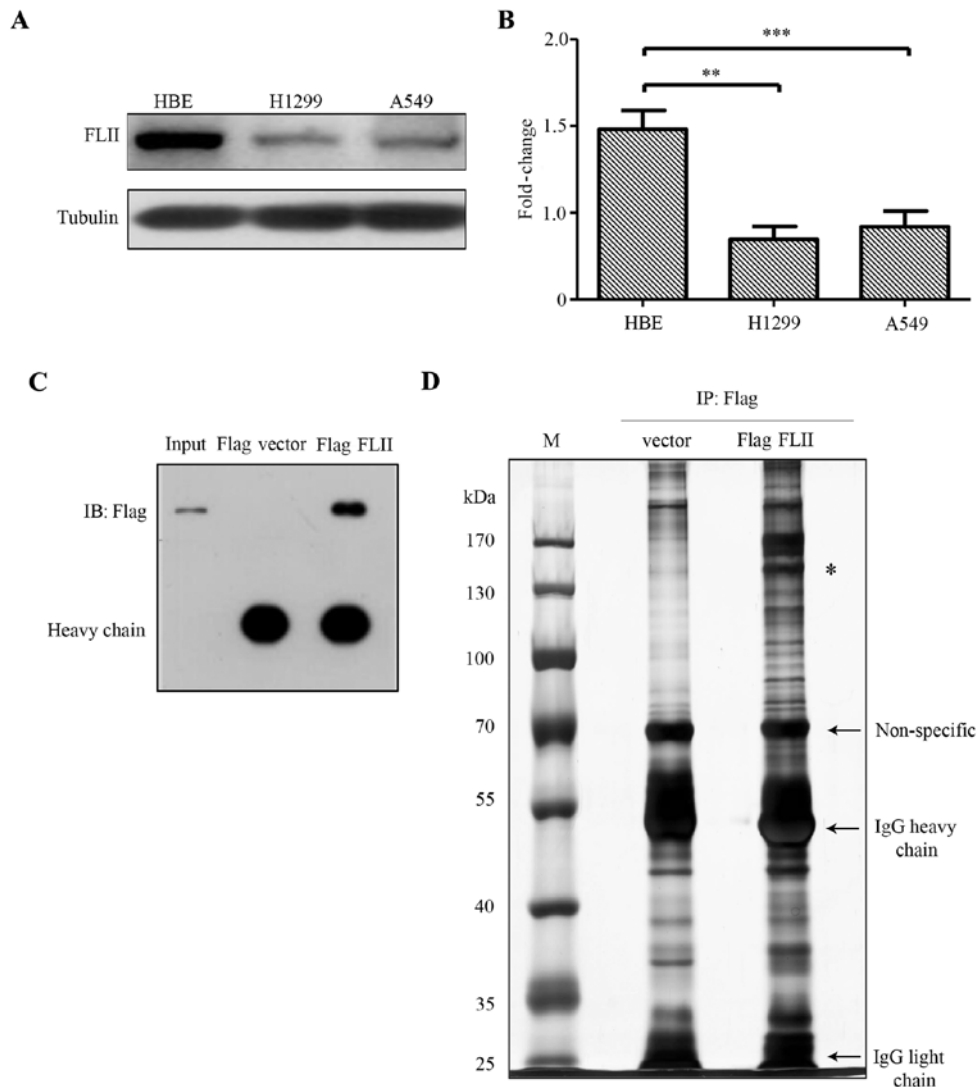 A
HBE H1299 A549
FLII
Tubulin
B
***
**
2.0
1.5
1.0
0
Fold-change
HBE H1299 A549
C
Input Flag vector Flag FLII
IB: Flag
Heavy chain
D
IP: Flag
M vector Flag FLII
kDa
170
*
130
100
70
Non-specific
55
IgG heavy
chain
40
35
25
IgG light
chain